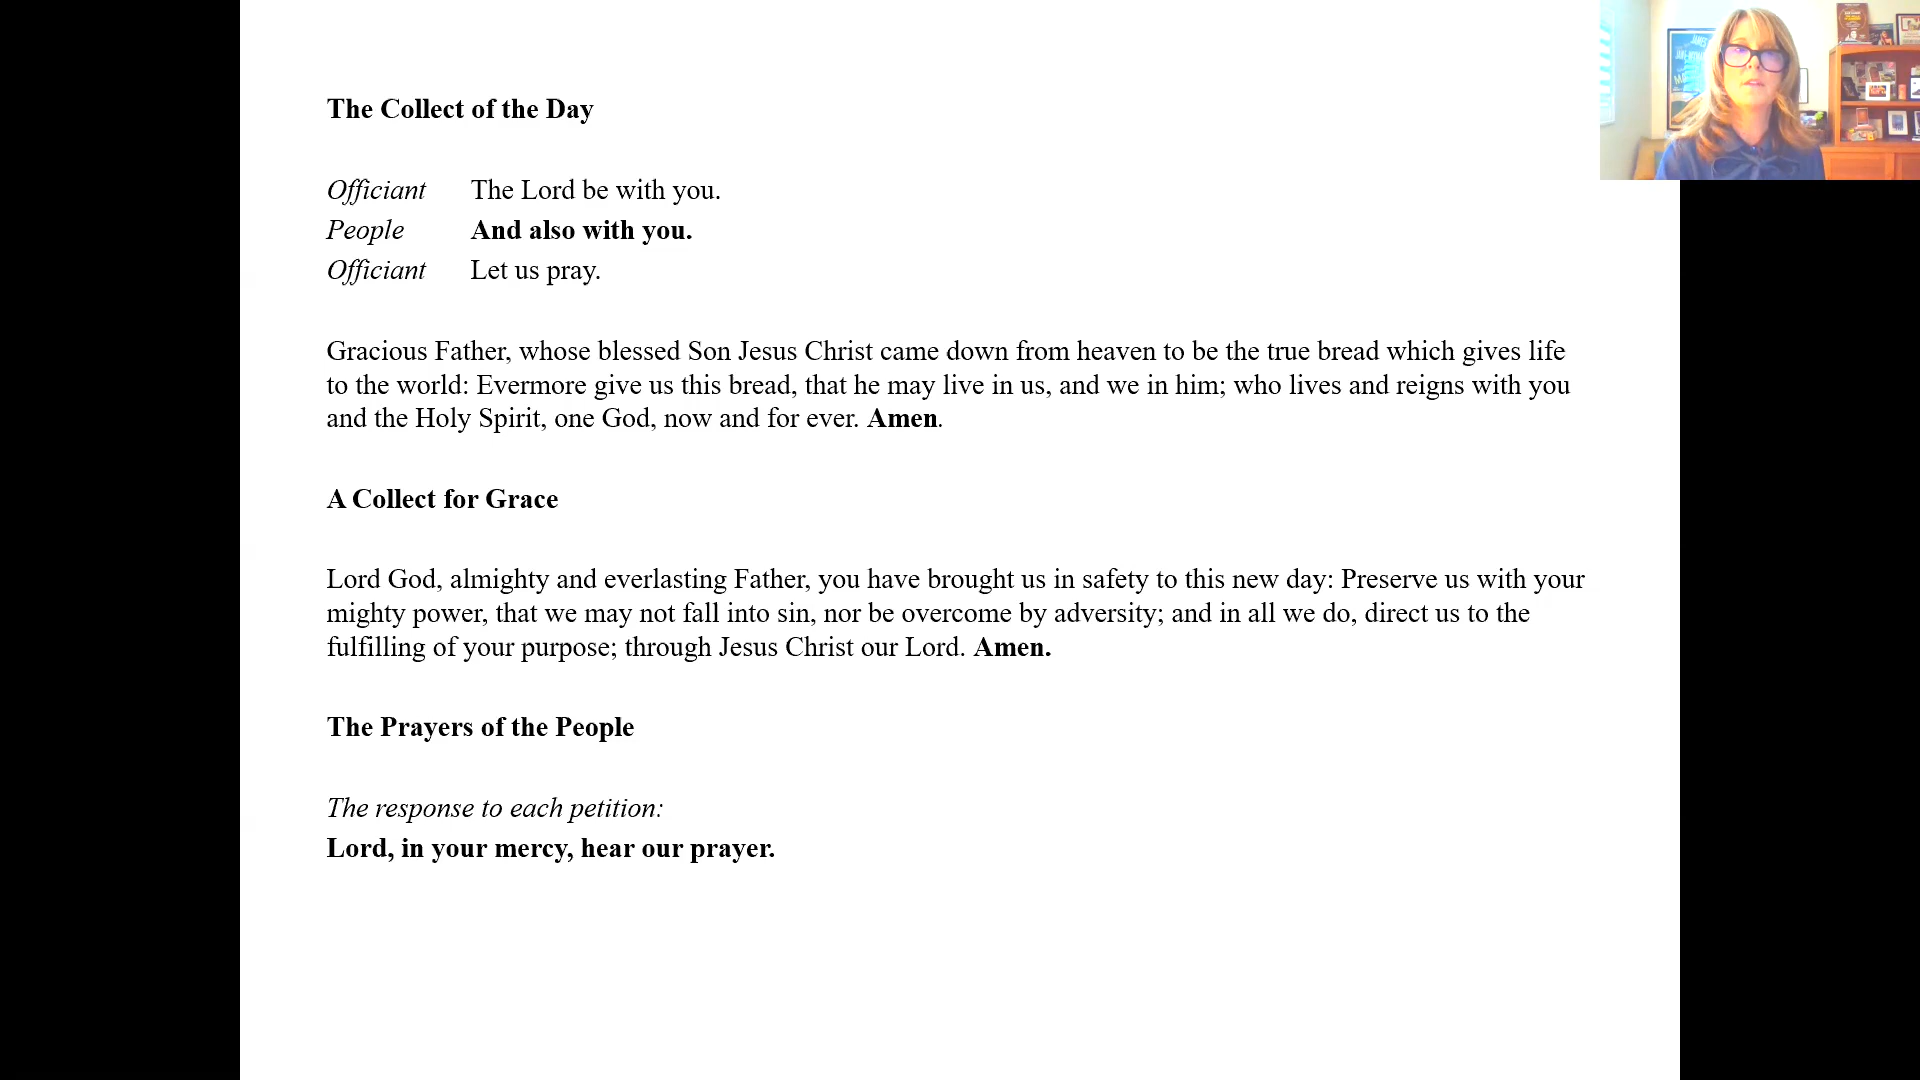 The Collect of the Day
Officiant The Lord be with you.
People And also with you.
Officiant Let us pray.
Gracious Father, whose blessed Son Jesus Christ came down from heaven to be the true bread which gives life
to the world: Evermore give us this bread, that he may live in us, and we in him; who lives and reigns with you
and the Holy Spirit, one God, now and for ever. Amen.
A Collect for Grace
Lord God, almighty and everlasting Father, you have brought us in safety to this new day: Preserve us with your
mighty power, that we may not fall into sin, nor be overcome by adversity; and in all we do, direct us to the
fulfilling of your purpose; through Jesus Christ our Lord. Amen.
The Prayers of the People
The response to each petition:
Lord, in your mercy, hear our prayer.
JAMES